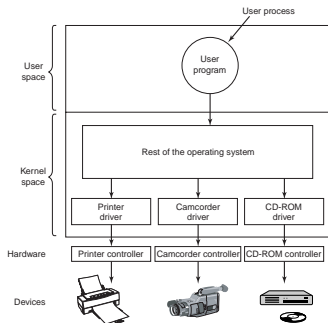 User process
User
space
User
program
Rest of the operating system
Kernel
space
Printer
driver
Camcorder
driver
CD-ROM
driver
Hardware
Printer controller
Camcorder controller
CD-ROM controller
Devices